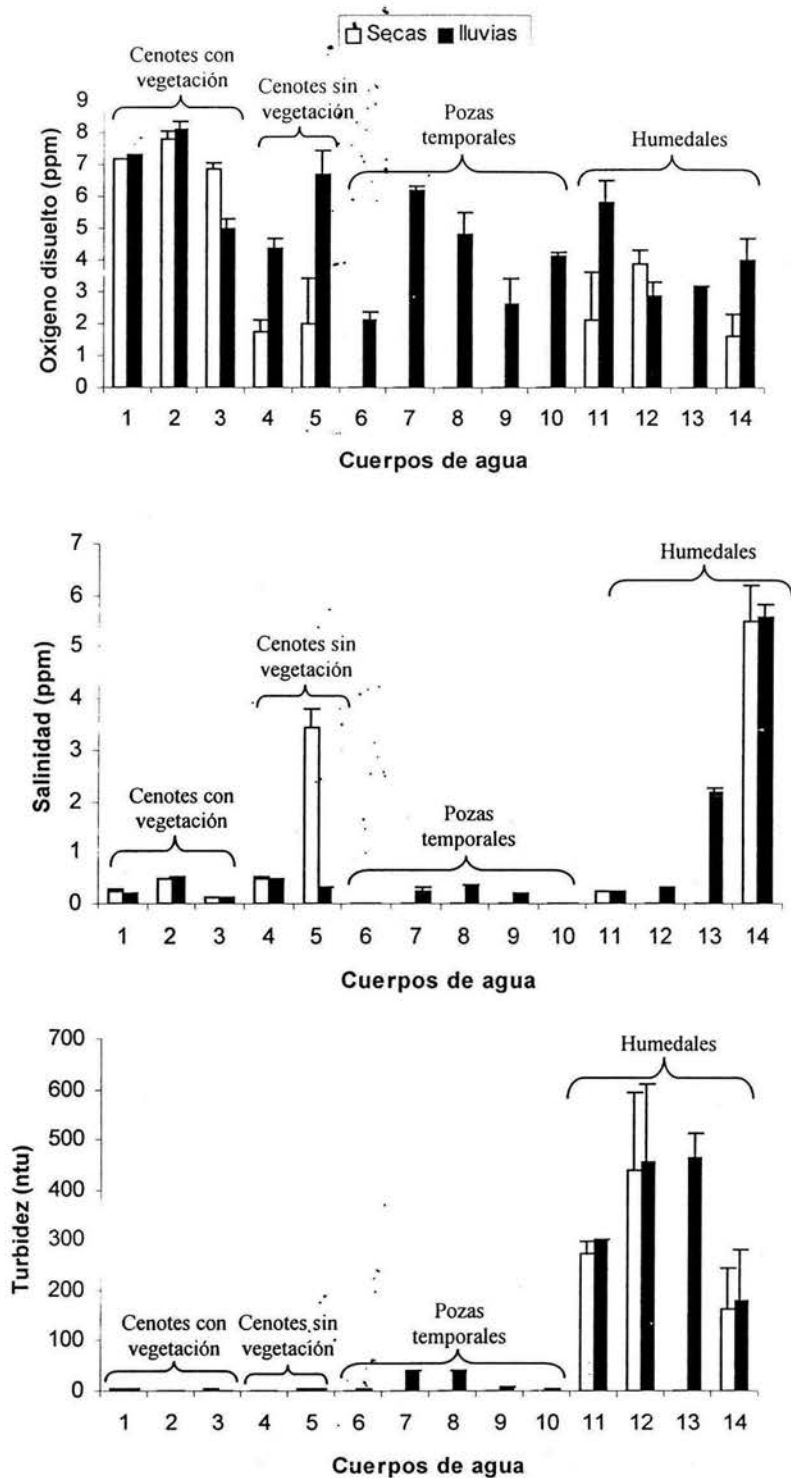 Secas lluvias
Cenotes con
vegetación
Cenotes sin
vegetación
Pozas
temporales
Humedales
Oxígeno disuelto (ppm)
9
8
7
6
5
4
3
2
1
0
1 2 3 4 5 6 7 8 9 10 11 12 13 14
Cuerpos de agua
Humedales
Cenotes sin
vegetación
Cenotes con
vegetación
Pozas
temporales
Salinidad (ppm)
7
6
5
4
3
2
1
0
1 2 3 4 5 6 7 8 9 10 11 12 13 14
Cuerpos de agua
Humedales
Cenotes con
vegetación
Cenotes sin
vegetación
Pozas
temporales
Turbidez (ntu)
700
600
500
400
300
200
100
0
1 2 3 4 5 6 7 8 9 10 11 12 13 14
Cuerpos de agua